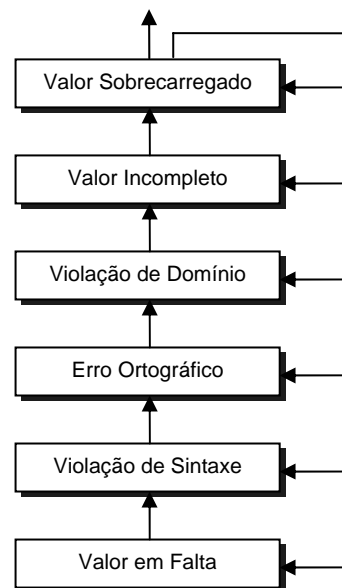 Valor Sobrecarregado
Valor Incompleto
Violação de Domínio
Erro Ortográfico
Violação de Sintaxe
Valor em Falta